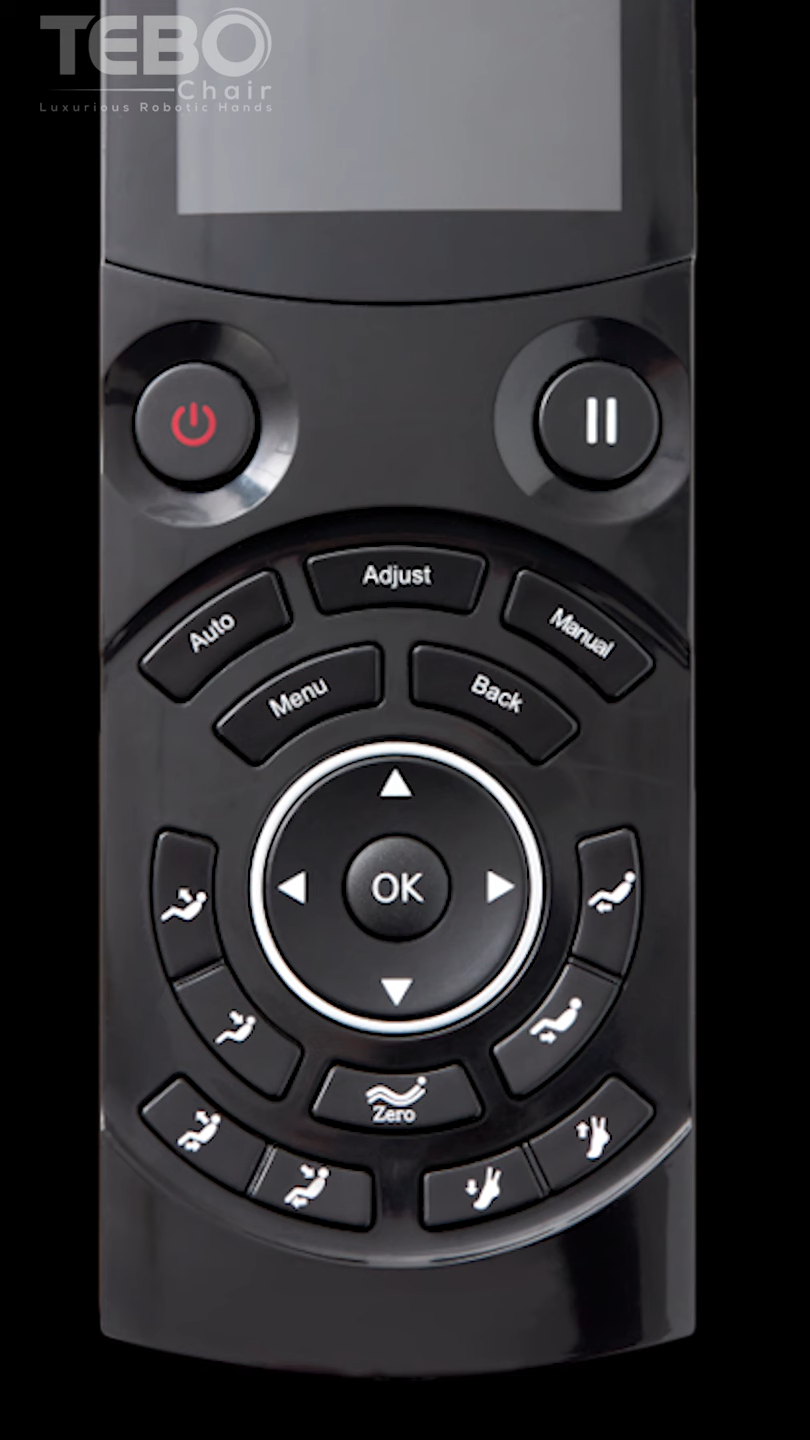 TEBO
Chair
Luxurious Robotic Hands
Adjust
Auto
Manual
Menu
Back
OK
Zero